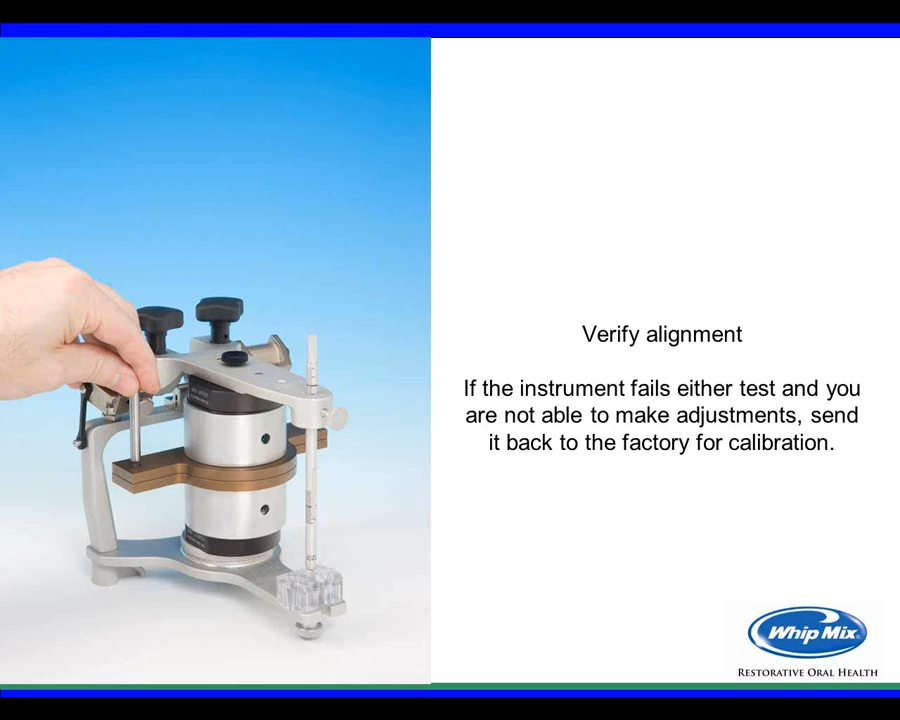 Verify alignment
If the instrument fails either test and you
are not able to make adjustments, send
it back to the factory for calibration.
Whip Mix
RESTORATIVE ORAL HEALTH